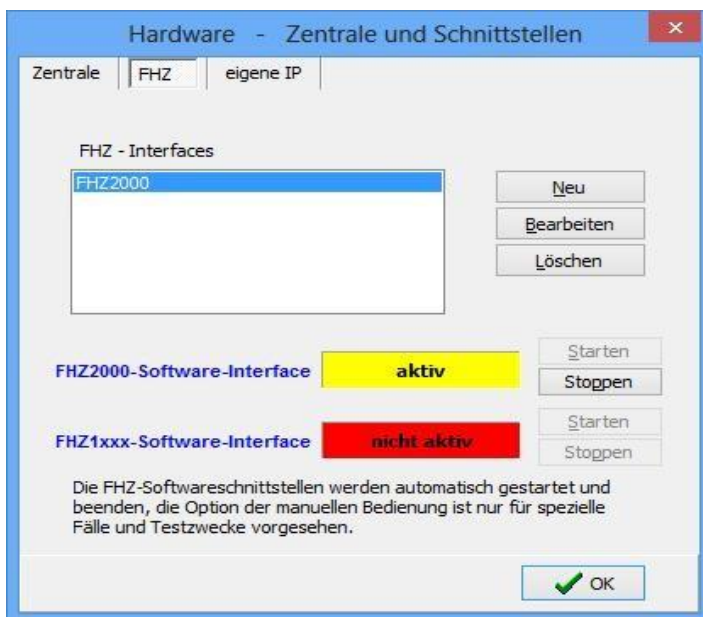 Hardware - Zentrale und Schnittstellen
Zentrale FHZ eigene IP
FHZ - Interfaces
FHZ2000
Neu
Bearbeiten
Löschen
FHZ2000-Software-Interface aktiv
Starten
Stoppen
FHZ1xxx-Software-Interface nicht aktiv
Starten
Stoppen
Die FHZ-Softwareschnittstellen werden automatisch gestartet und
beenden, die Option der manuellen Bedienung ist nur für spezielle
Fälle und Testzwecke vorgesehen.
OK